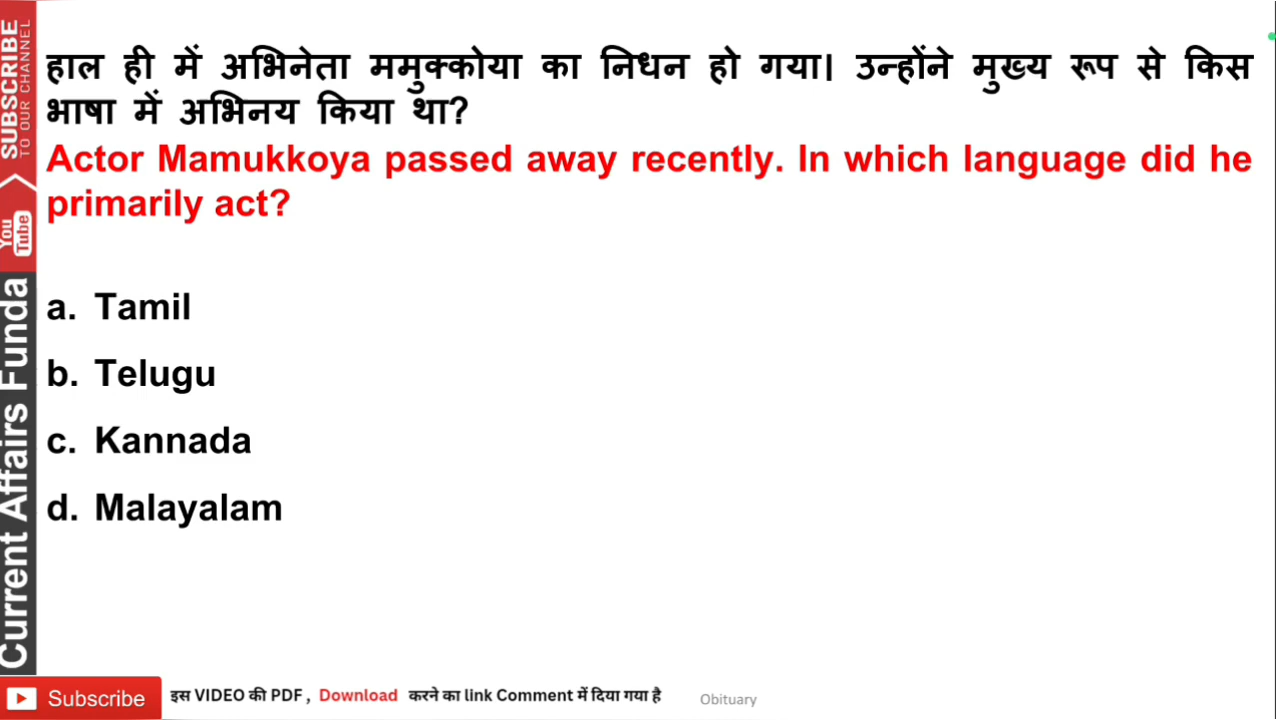 हाल ही में अभिनेता ममुक्कोया का निधन हो गया। उन्होंने मुख्य रूप से किस
भाषा में अभिनय किया था?
Actor Mamukkoya passed away recently. In which language did he
primarily act?
a. Tamil
b. Telugu
c. Kannada
d. Malayalam
SUBSCRIBE
TO OUR CHANNEL
You
Tube
Current Affairs Funda
Subscribe
इस VIDEO की PDF , Download करने का link Comment में दिया गया है
Obituary